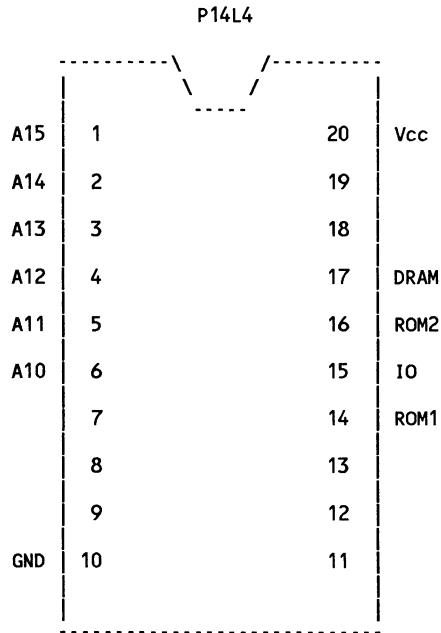 P14L4
A15 1 20 Vcc
A14 2 19
A13 3 18
A12 4 17 DRAM
A11 5 16 ROM2
A10 6 15 IO
7 14 ROM1
8 13
9 12
GND 10 11